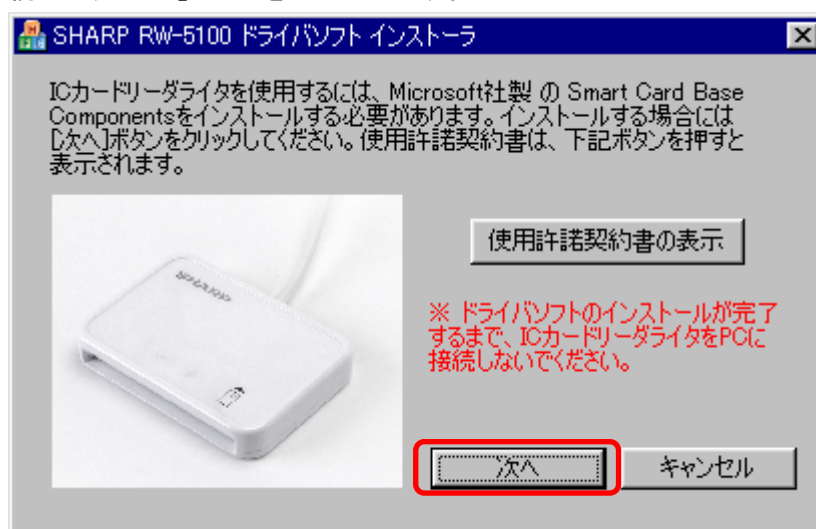 SHARP RW-5100 ドライバソフト インストーラ
ICカードリーダライタを使用するには、Microsoft社製 の Smart Card Base
Componentsをインストールする必要があります。インストールする場合には
[次へ]ボタンをクリックしてください。使用許諾契約書は、下記ボタンを押すと
表示されます。
使用許諾契約書の表示
SHARP
※ ドライバソフトのインストールが完了
するまで、ICカードリーダライタをPCに
接続しないでください。
次へ
キャンセル